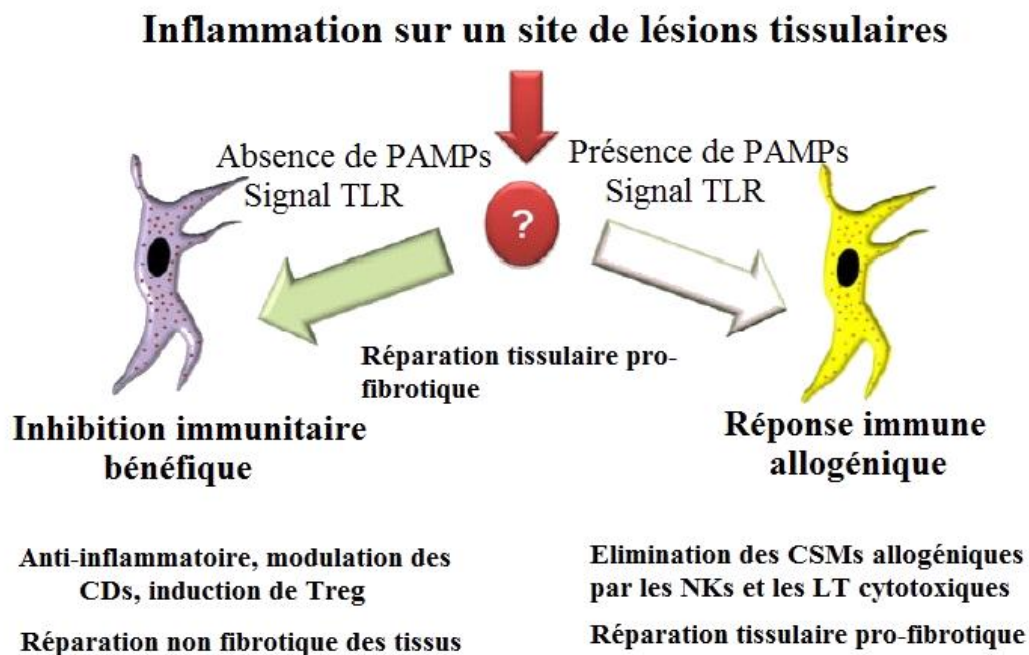 Inflammation sur un site de lésions tissulaires
Absence de PAMPs
Signal TLR
Présence de PAMPs
Signal TLR
?
Réparation tissulaire pro-
fibrotique
Inhibition immunitaire
bénéfique
Réponse immune
allogénique
Anti-inflammatoire, modulation des
CDs, induction de Treg
Réparation non fibrotique des tissus
Elimination des CSMs allogéniques
par les NKs et les LT cytotoxiques
Réparation tissulaire pro-fibrotique